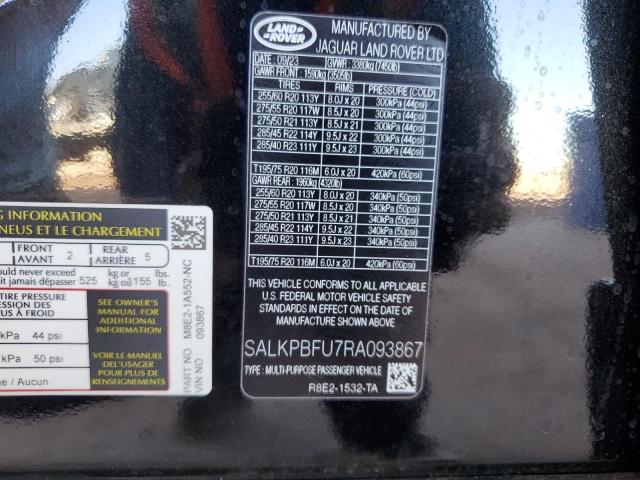 LAND
ROVER
MANUFACTURED BY
JAGUAR LAND ROVER LTD
DATE : 09/23 GVWR : 3380kg (7450lb)
GAWR FRONT : 1590kg (3505lb)
TIRES RIMS PRESSURE (COLD)
255/60 R20 113Y 8.0J x 20 300kPa (44psi)
275/55 R20 117W 8.5J x 20 300kPa (44psi)
275/50 R21 113Y 8.5J x 21 300kPa (44psi)
285/45 R22 114Y 9.5J x 22 300kPa (44psi)
285/40 R23 111Y 9.5J x 23 300kPa (44psi)
T195/75 R20 116M 6.0J x 20 420kPa (60psi)
GAWR REAR : 1960kg (4320lb)
255/60 R20 113Y 8.0J x 20 340kPa (50psi)
275/55 R20 117W 8.5J x 20 340kPa (50psi)
275/50 R21 113Y 8.5J x 21 340kPa (50psi)
285/45 R22 114Y 9.5J x 22 340kPa (50psi)
285/40 R23 111Y 9.5J x 23 340kPa (50psi)
T195/75 R20 116M 6.0J x 20 420kPa (60psi)
THIS VEHICLE CONFORMS TO ALL APPLICABLE
U.S. FEDERAL MOTOR VEHICLE SAFETY
STANDARDS IN EFFECT ON THE DATE OF
MANUFACTURE SHOWN ABOVE.
SALKPBFU7RA093867
TYPE : MULTI-PURPOSE PASSENGER VEHICLE
R8E2-1532-TA
G INFORMATION
NEUS ET LE CHARGEMENT
FRONT 2 REAR 5
AVANT ARRIÈRE
ould never exceed 525 kg or 155 lbs.
it jamais dépasser kg ou lb.
TIRE PRESSURE
PRESSION DES
US À FROID
kPa 44 psi
kPa 50 psi
ne / Aucun
SEE OWNER'S
MANUAL FOR
ADDITIONAL
INFORMATION
VOIR LE MANUEL
DE L'USAGER
POUR PLUS DE
RENSEIGNEMENTS
PART NO M8E2-1A552-NC
VIN NO 093867